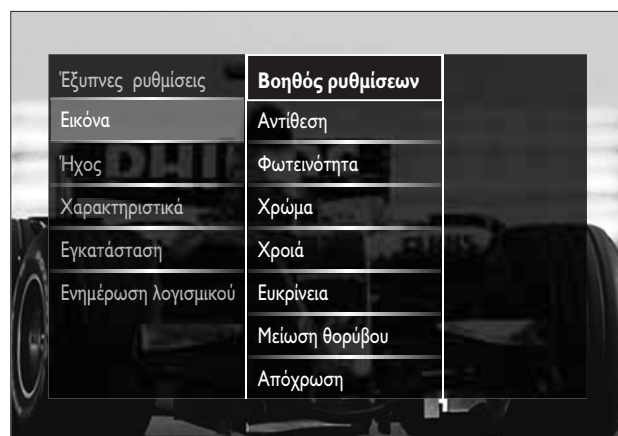 Έξυπνες ρυθμίσεις
Εικόνα
Ήχος
Χαρακτηριστικά
Εγκατάσταση
Ενημέρωση λογισμικού
Βοηθός ρυθμίσεων
Αντίθεση
Φωτεινότητα
Χρώμα
Χροιά
Ευκρίνεια
Μείωση θορύβου
Απόχρωση